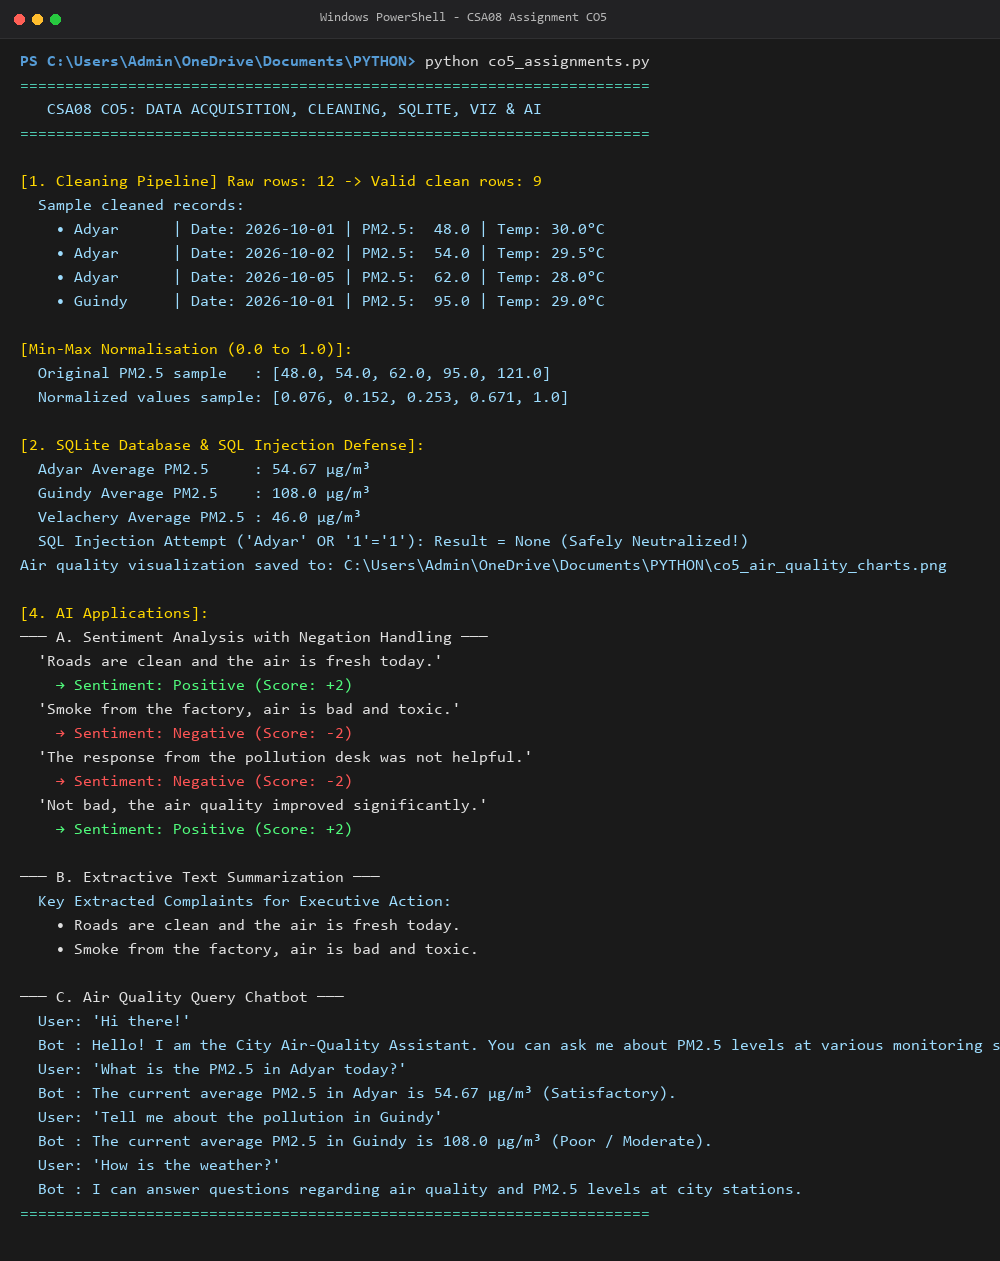 Windows PowerShell - CSA08 Assignment CO5
PS C:\Users\Admin\OneDrive\Documents\PYTHON> python co5_assignments.py
======================================================================
CSA08 CO5: DATA ACQUISITION, CLEANING, SQLITE, VIZ & AI
======================================================================
[1. Cleaning Pipeline] Raw rows: 12 -> Valid clean rows: 9
Sample cleaned records:
• Adyar | Date: 2026-10-01 | PM2.5: 48.0 | Temp: 30.0°C
• Adyar | Date: 2026-10-02 | PM2.5: 54.0 | Temp: 29.5°C
• Adyar | Date: 2026-10-05 | PM2.5: 62.0 | Temp: 28.0°C
• Guindy | Date: 2026-10-01 | PM2.5: 95.0 | Temp: 29.0°C
[Min-Max Normalisation (0.0 to 1.0)]:
Original PM2.5 sample : [48.0, 54.0, 62.0, 95.0, 121.0]
Normalized values sample: [0.076, 0.152, 0.253, 0.671, 1.0]
[2. SQLite Database & SQL Injection Defense]:
Adyar Average PM2.5 : 54.67 µg/m³
Guindy Average PM2.5 : 108.0 µg/m³
Velachery Average PM2.5 : 46.0 µg/m³
SQL Injection Attempt ('Adyar' OR '1'='1'): Result = None (Safely Neutralized!)
Air quality visualization saved to: C:\Users\Admin\OneDrive\Documents\PYTHON\co5_air_quality_charts.png
[4. AI Applications]:
─── A. Sentiment Analysis with Negation Handling ───
'Roads are clean and the air is fresh today.'
→ Sentiment: Positive (Score: +2)
'Smoke from the factory, air is bad and toxic.'
→ Sentiment: Negative (Score: -2)
'The response from the pollution desk was not helpful.'
→ Sentiment: Negative (Score: -2)
'Not bad, the air quality improved significantly.'
→ Sentiment: Positive (Score: +2)
─── B. Extractive Text Summarization ───
Key Extracted Complaints for Executive Action:
• Roads are clean and the air is fresh today.
• Smoke from the factory, air is bad and toxic.
─── C. Air Quality Query Chatbot ───
User: 'Hi there!'
Bot : Hello! I am the City Air-Quality Assistant. You can ask me about PM2.5 levels at various monitoring s
User: 'What is the PM2.5 in Adyar today?'
Bot : The current average PM2.5 in Adyar is 54.67 µg/m³ (Satisfactory).
User: 'Tell me about the pollution in Guindy'
Bot : The current average PM2.5 in Guindy is 108.0 µg/m³ (Poor / Moderate).
User: 'How is the weather?'
Bot : I can answer questions regarding air quality and PM2.5 levels at city stations.
======================================================================